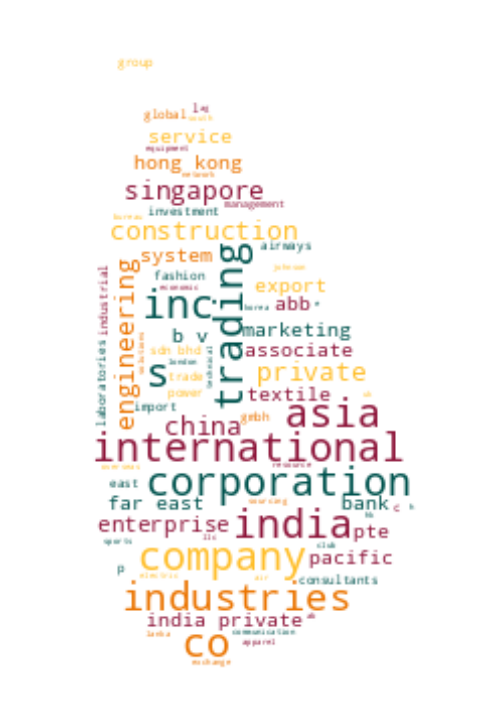 group
global
service
equipment
hong kong
network
singapore
management
investment
bureau
construction
airways
system
fashion
economic
export
industrial
engineering
inc
trading
korea
abb
b v
marketing
sdn bhd
associate
london
s
trade
private
power
laboratories
textile
import
asia
china
gmbh
international
resource
corporation
east
far east
sourcing
bank
c
enterprise
india
pte
llc
sports
club
company
pacific
p
electric
air
consultants
industries
india private
lanka
communication
co
apparel
exchange